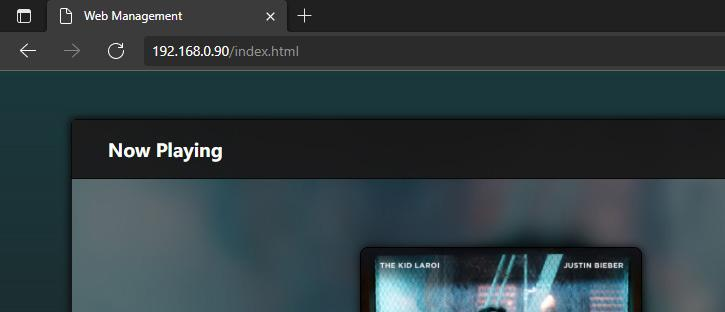 Web Management
192.168.0.90/index.html
Now Playing
THE KID LAROI
JUSTIN BIEBER